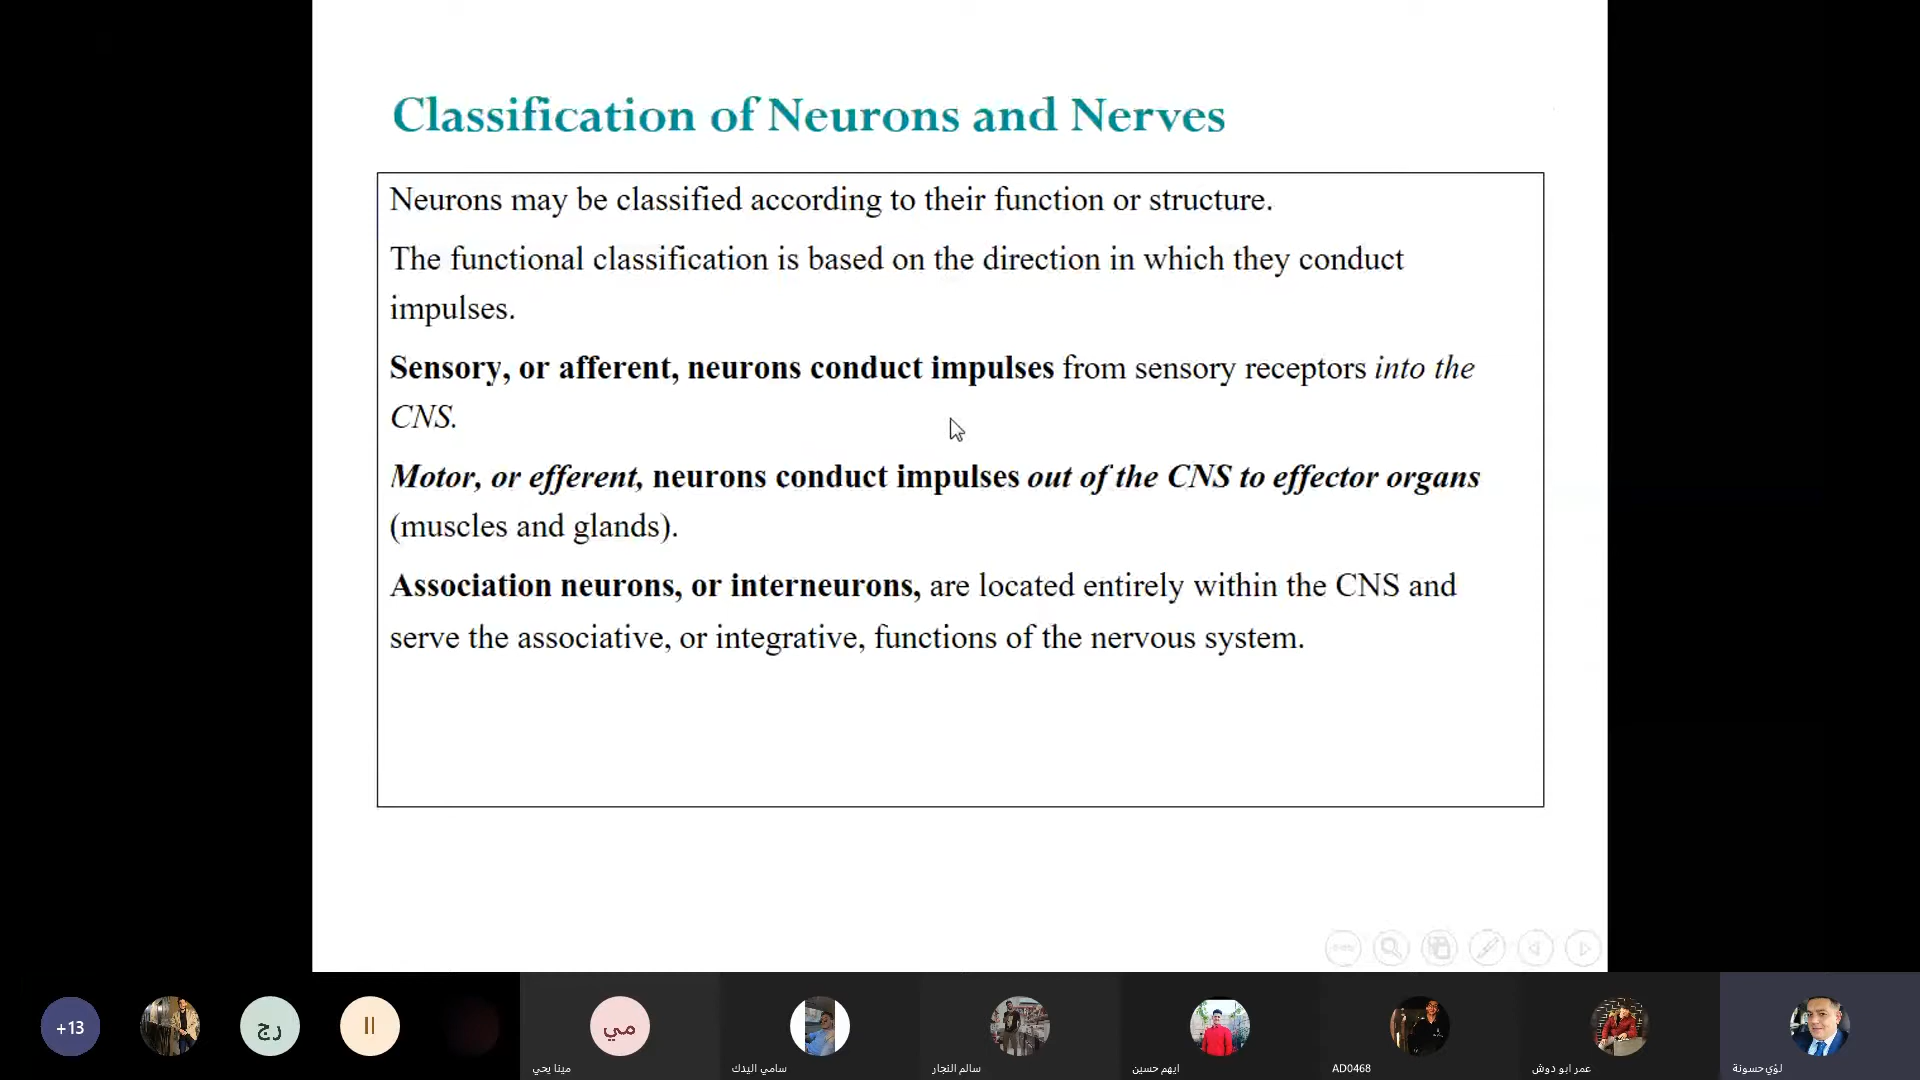 Classification of Neurons and Nerves
Neurons may be classified according to their function or structure.
The functional classification is based on the direction in which they conduct
impulses.
Sensory, or afferent, neurons conduct impulses from sensory receptors into the
CNS.
Motor, or efferent, neurons conduct impulses out of the CNS to effector organs
(muscles and glands).
Association neurons, or interneurons, are located entirely within the CNS and
serve the associative, or integrative, functions of the nervous system.
+13
رج
اا
مي
مينا يحي
سامي اليدك
سالم النجار
ايهم حسين
AD0468
عمر ابو دوش
لؤي حسونة